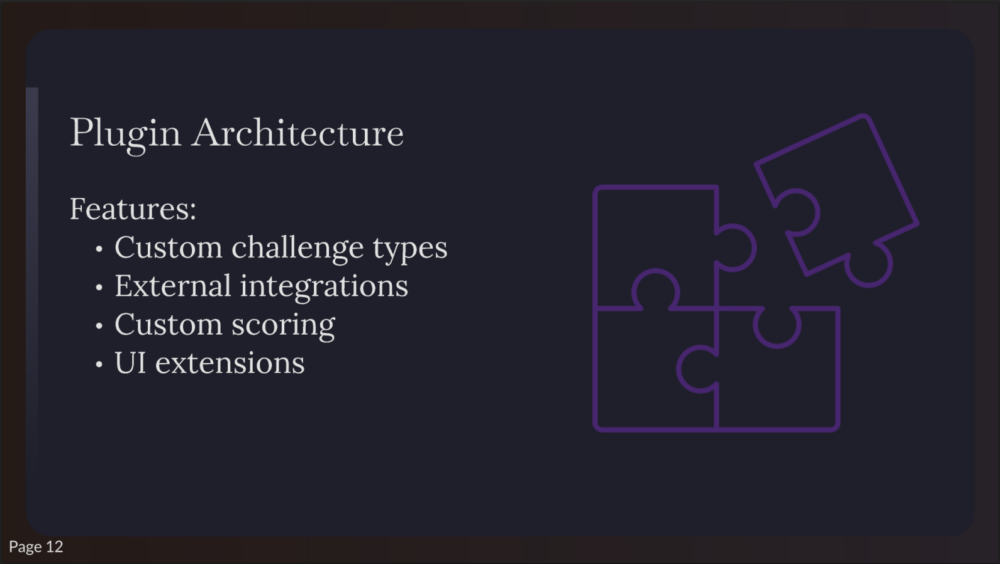 Plugin Architecture
Features:
• Custom challenge types
• External integrations
• Custom scoring
• UI extensions
Page 12